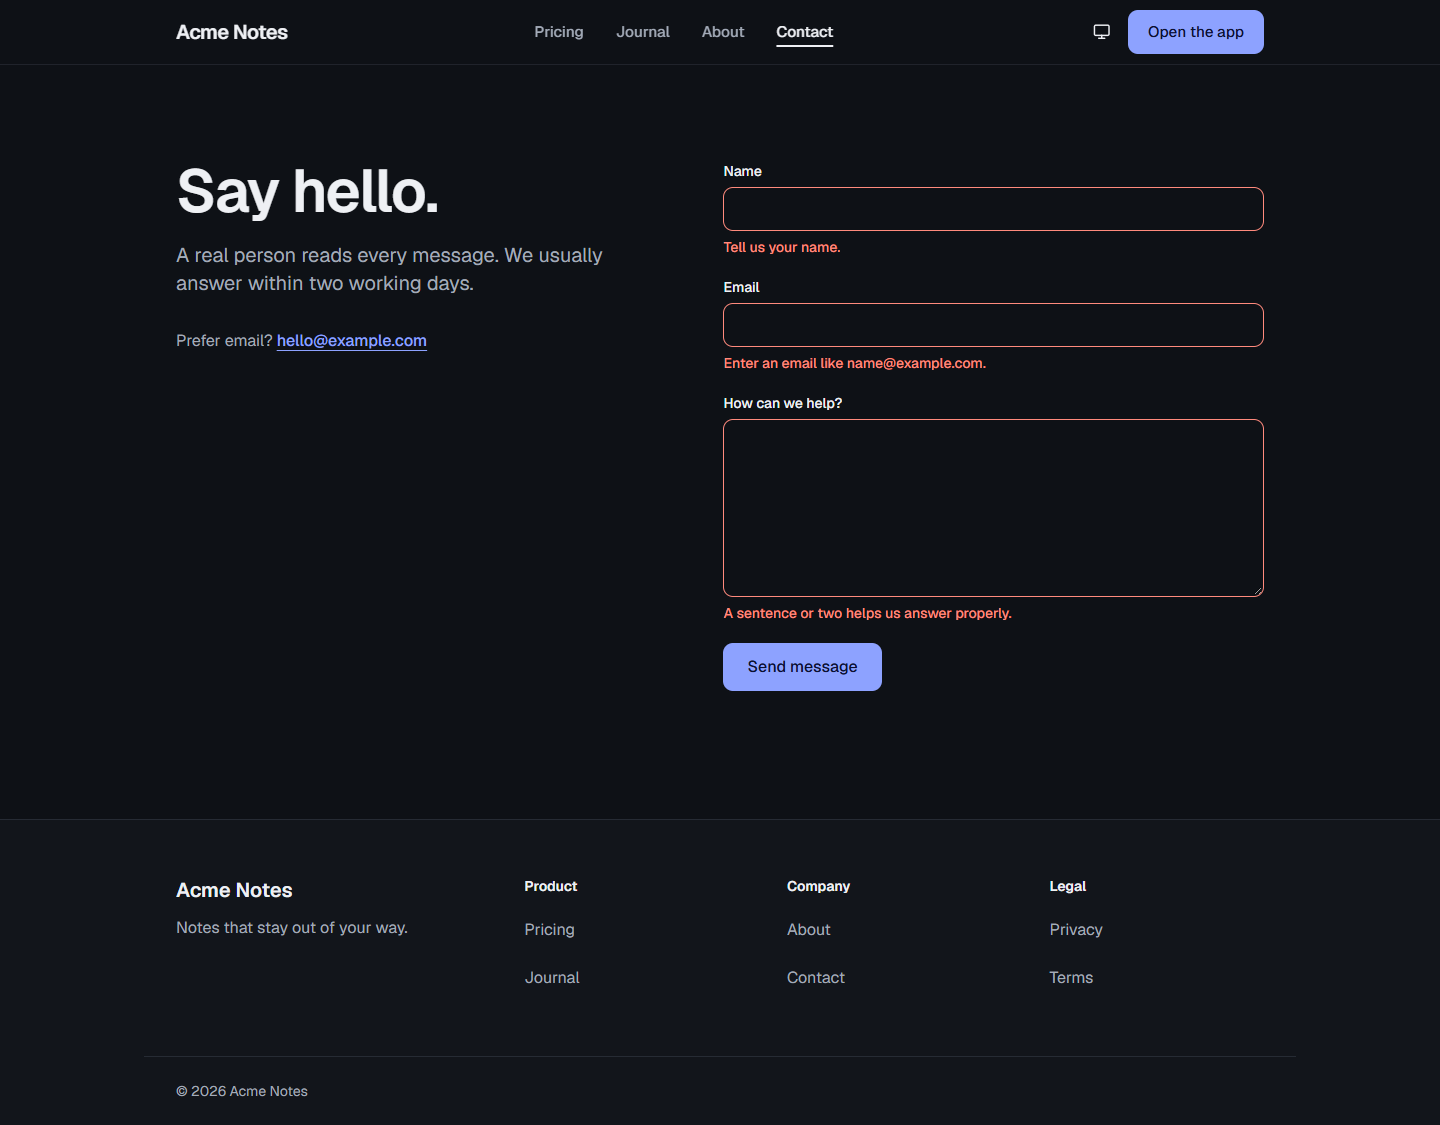 Acme Notes
Pricing
Journal
About
Contact
Open the app
Say hello.
A real person reads every message. We usually
answer within two working days.
Prefer email? hello@example.com
Name
Tell us your name.
Email
Enter an email like name@example.com.
How can we help?
A sentence or two helps us answer properly.
Send message
Acme Notes
Notes that stay out of your way.
Product
Pricing
Journal
Company
About
Contact
Legal
Privacy
Terms
© 2026 Acme Notes